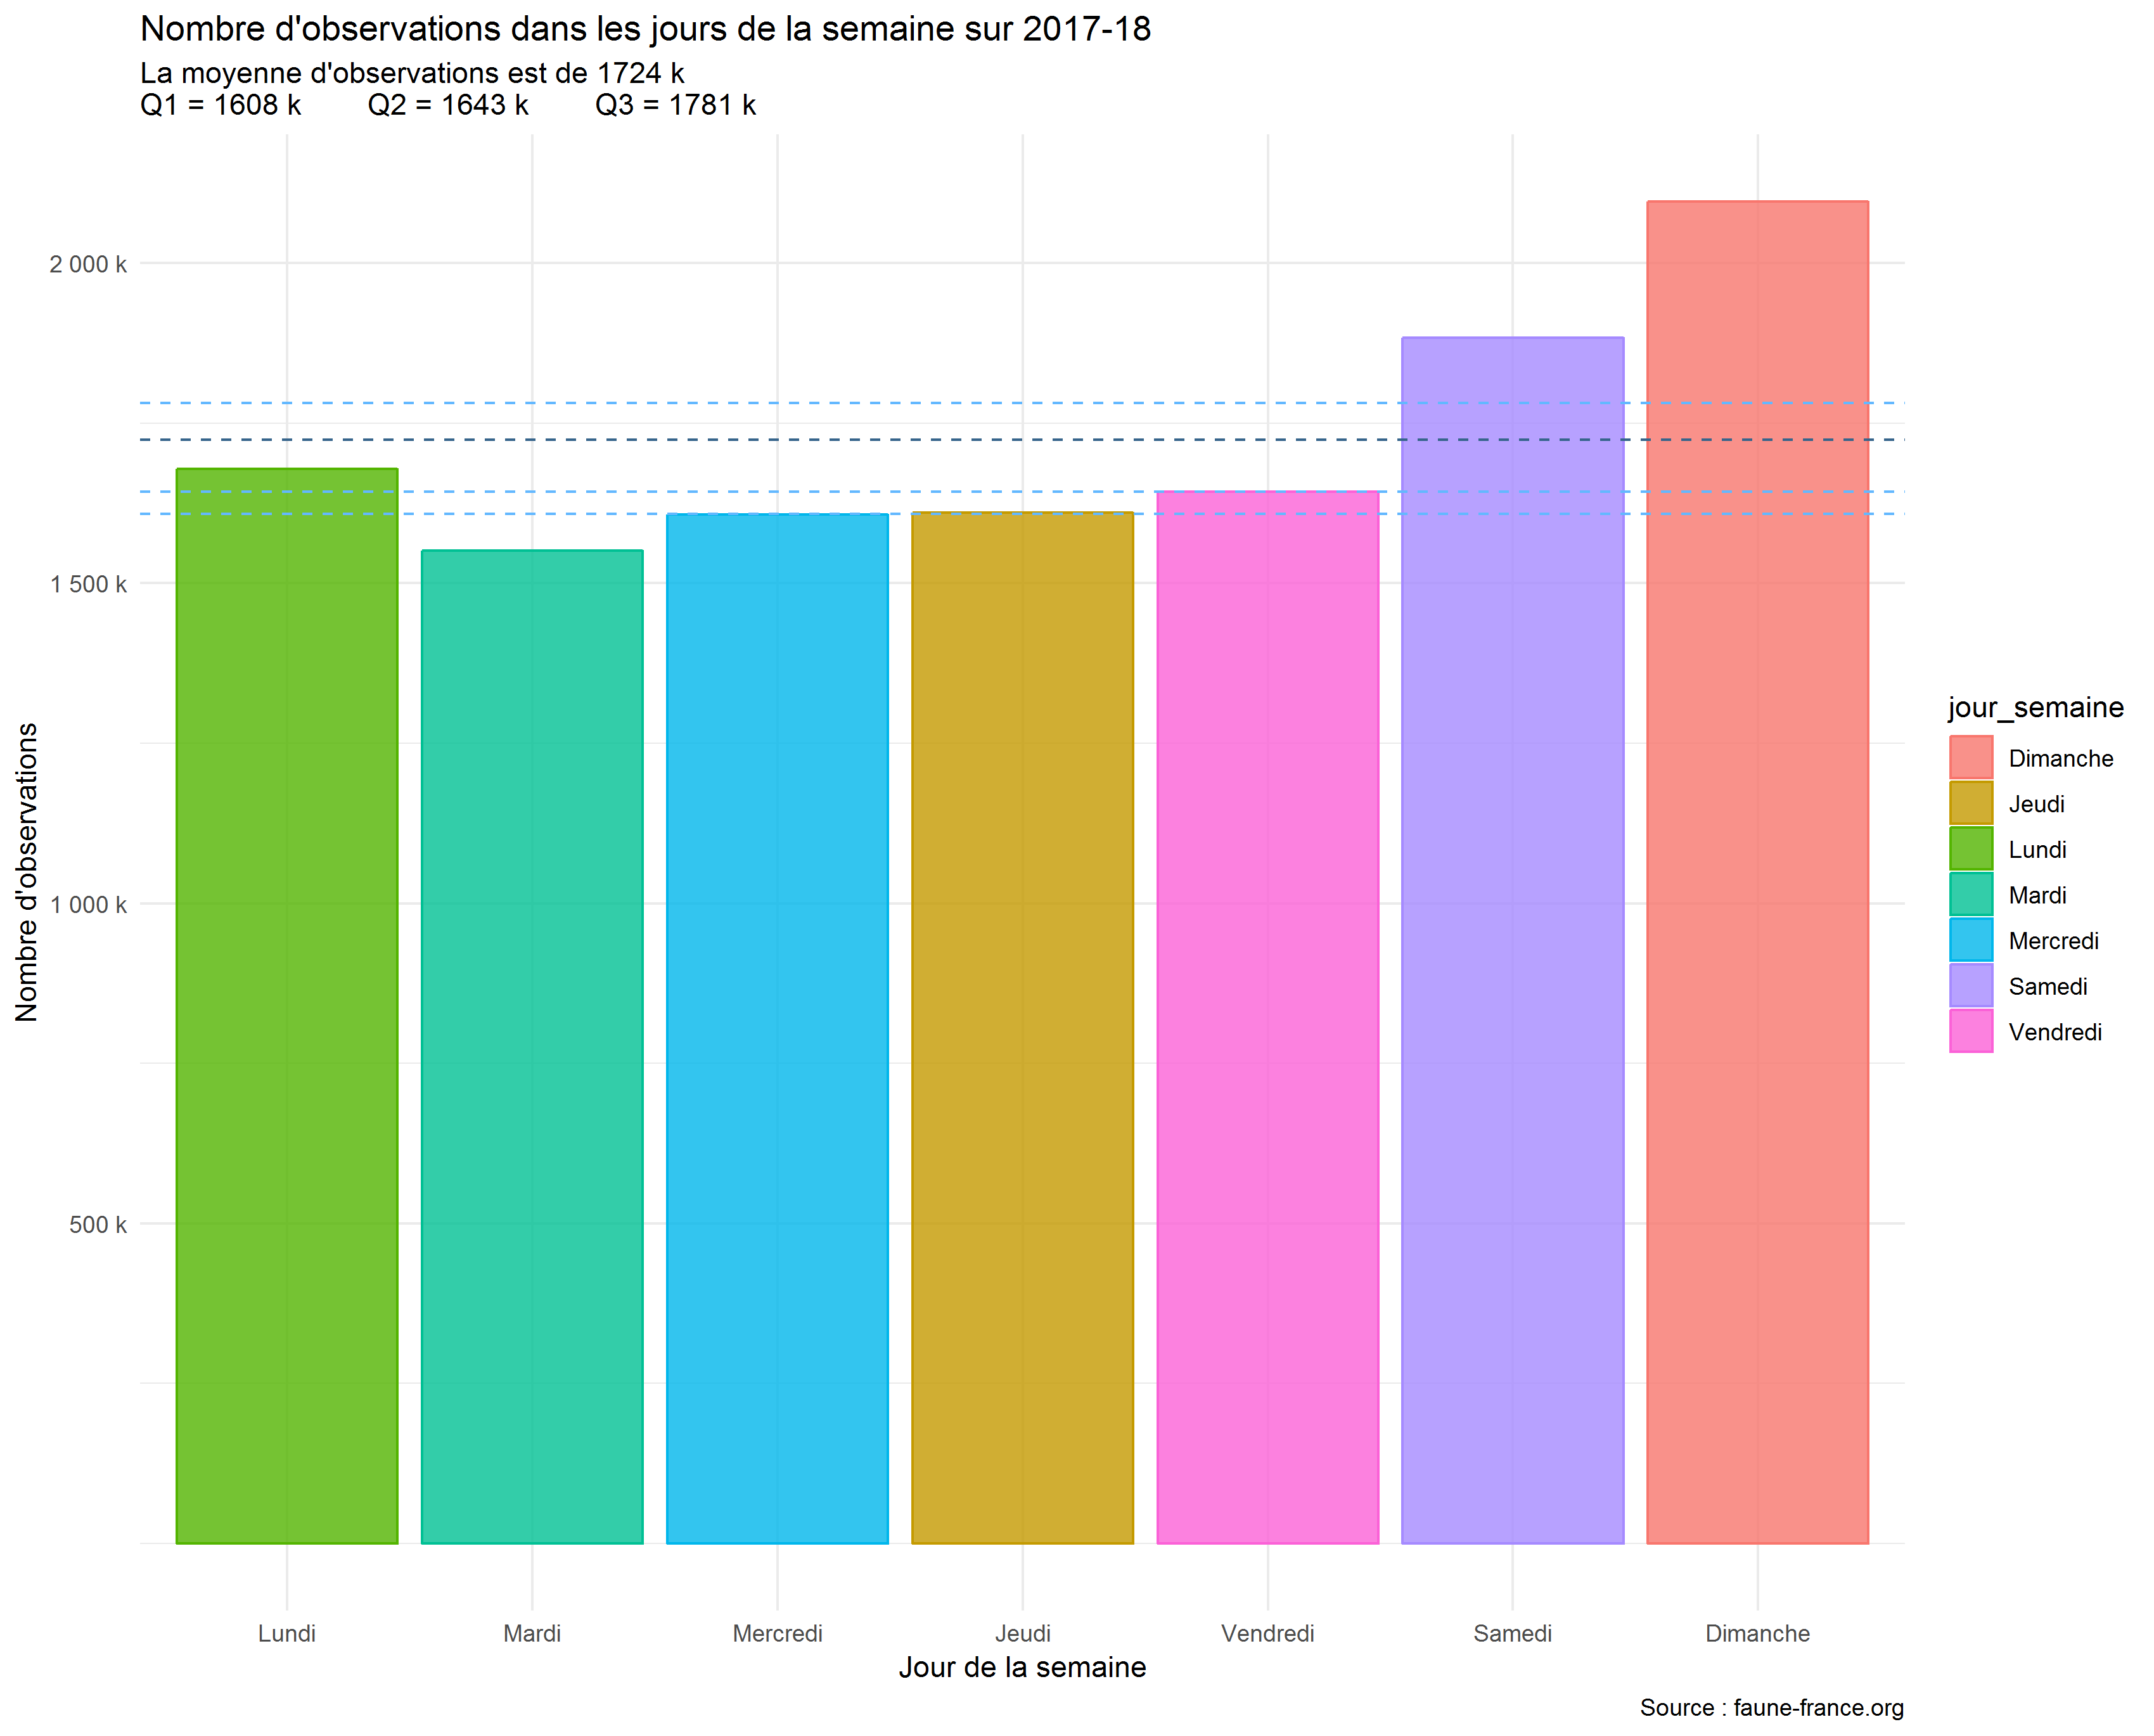 Nombre d'observations dans les jours de la semaine sur 2017-18
La moyenne d'observations est de 1724 k
Q1 = 1608 k Q2 = 1643 k Q3 = 1781 k
2 000 k
1 500 k
1 000 k
500 k
Nombre d'observations
Lundi Mardi Mercredi Jeudi Vendredi Samedi Dimanche
Jour de la semaine
jour_semaine
Dimanche
Jeudi
Lundi
Mardi
Mercredi
Samedi
Vendredi
Source : faune-france.org